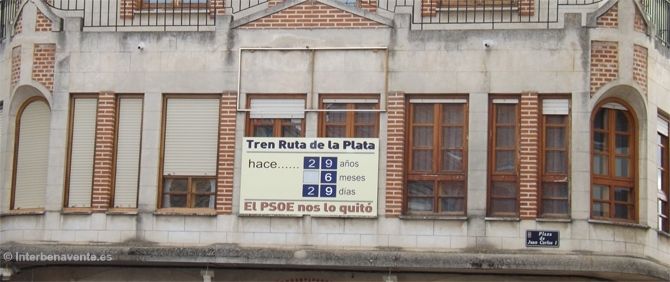 Tren Ruta de la Plata
hace...... 29 años
6 meses
29 días
El PSOE nos lo quitó
Plaza
de
Juan Carlos I
© Interbenavente.es